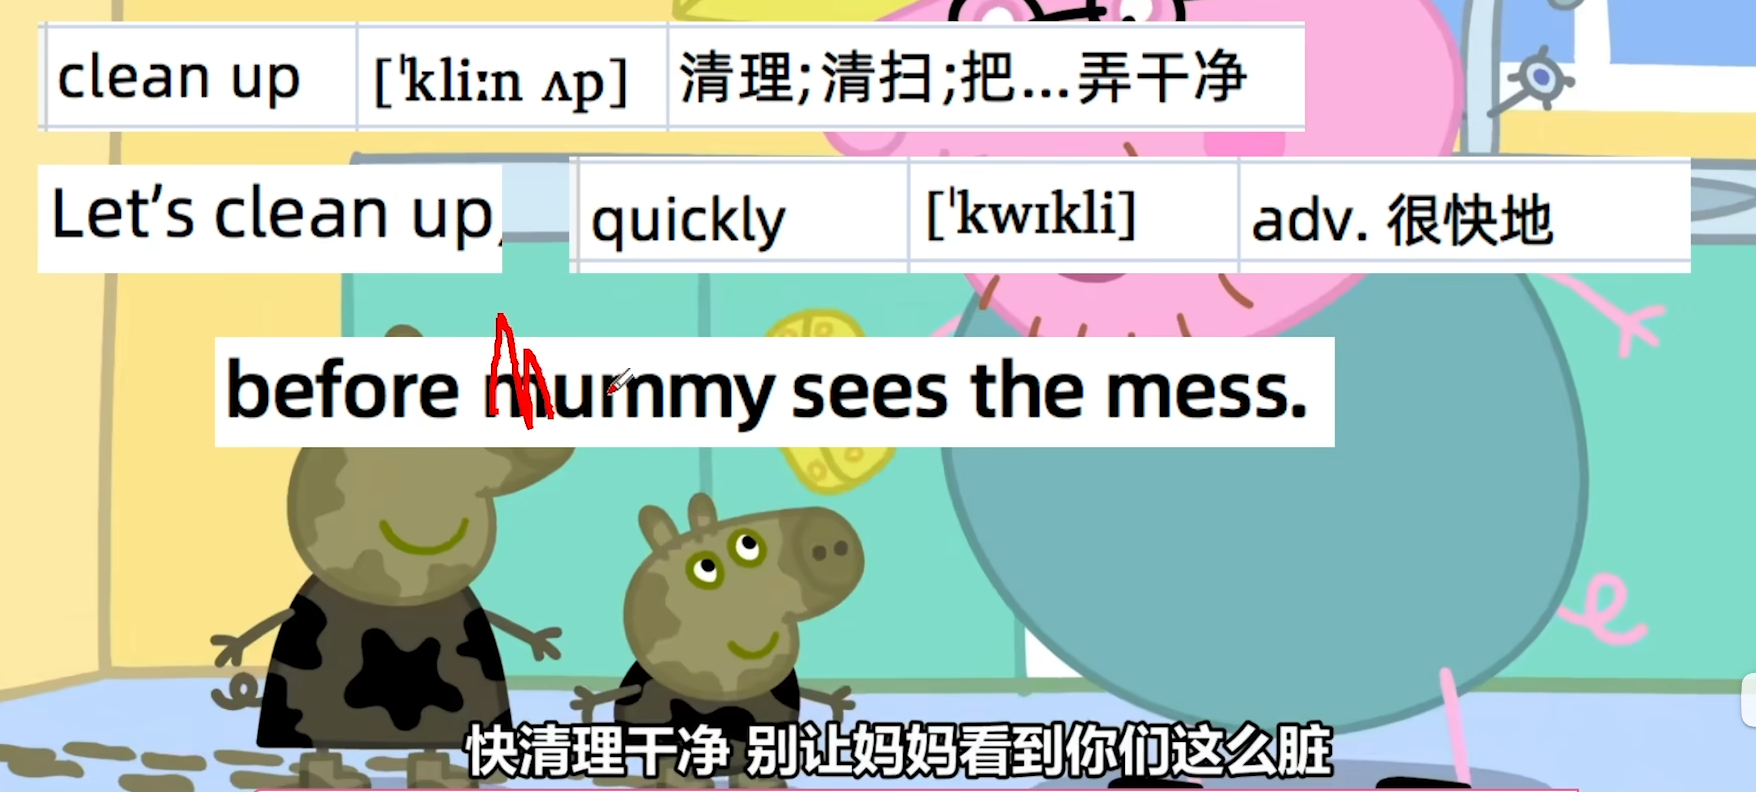 clean up ['kli:n ʌp] 清理;清扫;把…弄干净
Let's clean up, quickly ['kwɪkli] adv. 很快地
before mummy sees the mess.
快清理干净 别让妈妈看到你们这么脏